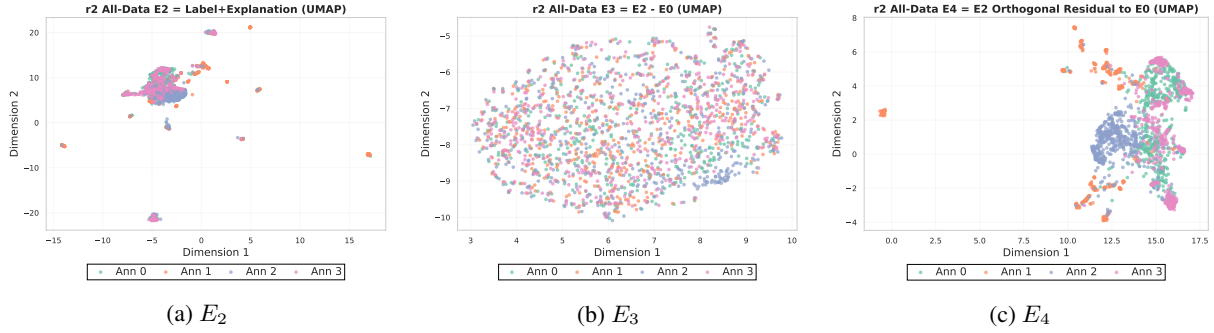 r2 All-Data E2 = Label+Explanation (UMAP)
20
10
0
−10
−20
Dimension 2
−15
−10
−5
0
5
10
15
Dimension 1
Ann 0 Ann 1 Ann 2 Ann 3
(a) E2
r2 All-Data E3 = E2 - E0 (UMAP)
−5
−6
−7
−8
−9
−10
Dimension 2
3
4
5
6
7
8
9
10
Dimension 1
Ann 0 Ann 1 Ann 2 Ann 3
(b) E3
r2 All-Data E4 = E2 Orthogonal Residual to E0 (UMAP)
8
6
4
2
0
−2
−4
Dimension 2
0.0
2.5
5.0
7.5
10.0
12.5
15.0
17.5
Dimension 1
Ann 0 Ann 1 Ann 2 Ann 3
(c) E4